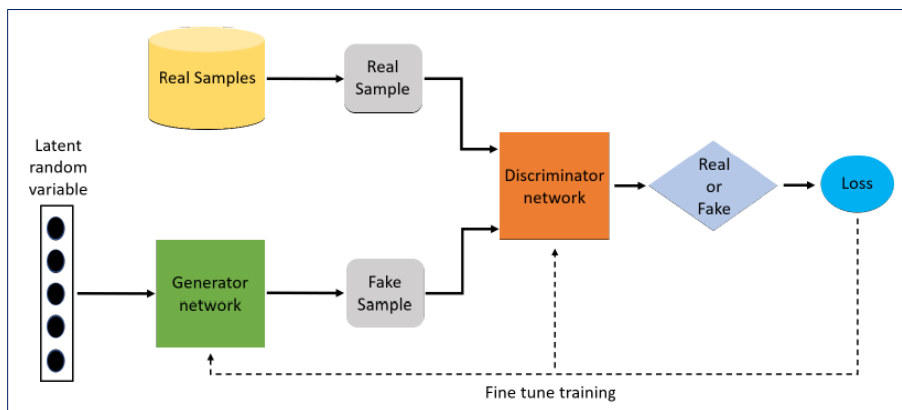 Real Samples
Real
Sample
Latent
random
variable
Discriminator
network
Real
or
Fake
Loss
Generator
network
Fake
Sample
Fine tune training